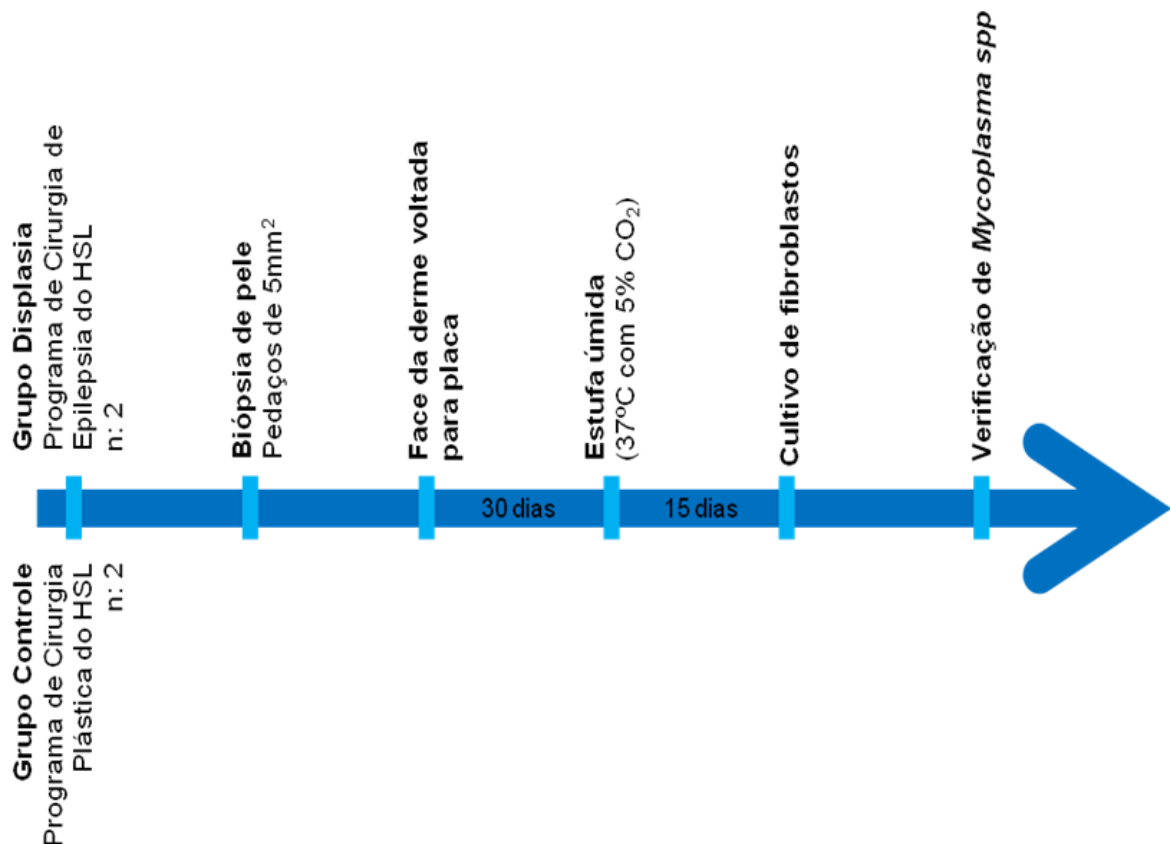 Grupo Controle
Programa de Cirurgia
Plástica do HSL
n: 2
Grupo Displasia
Programa de Cirurgia de
Epilepsia do HSL
n: 2
Biópsia de pele
Pedaços de 5mm²
Face da derme voltada
para placa
30 dias
Estufa úmida
(37ºC com 5% CO₂)
15 dias
Cultivo de fibroblastos
Verificação de Mycoplasma spp